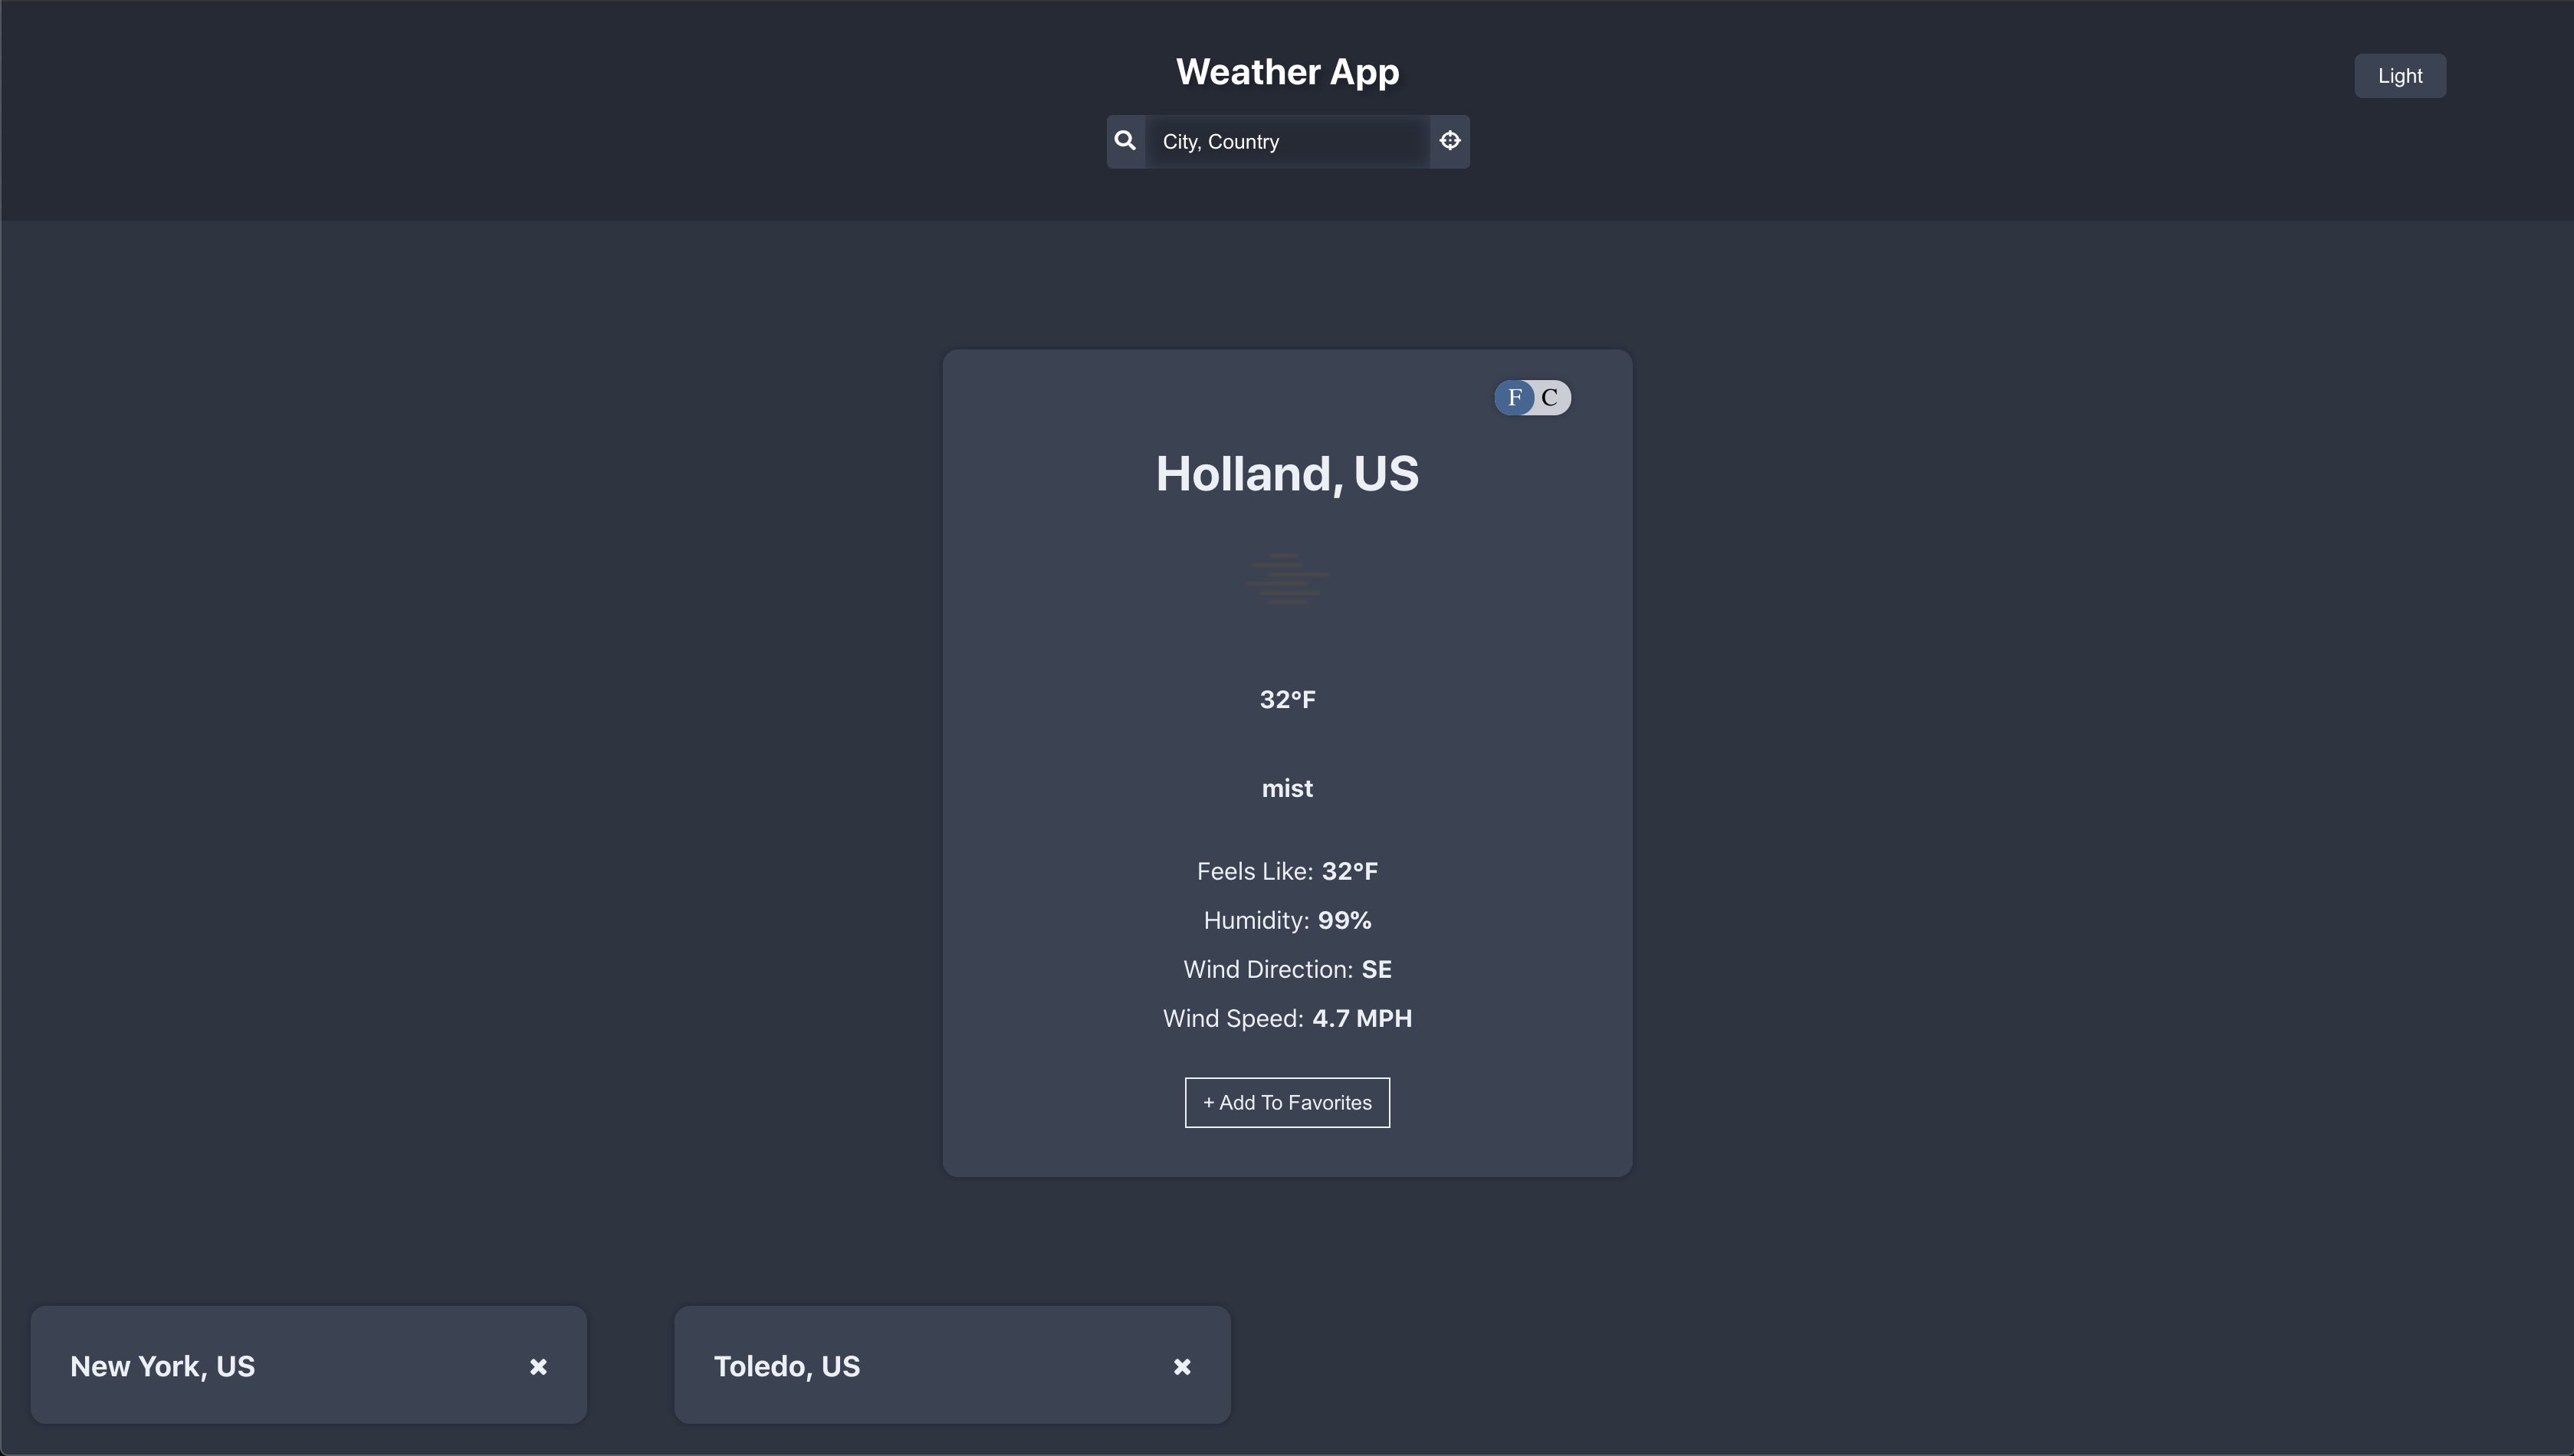 Weather App
Light
City, Country
F C
Holland, US
32°F
mist
Feels Like: 32°F
Humidity: 99%
Wind Direction: SE
Wind Speed: 4.7 MPH
+ Add To Favorites
New York, US
Toledo, US